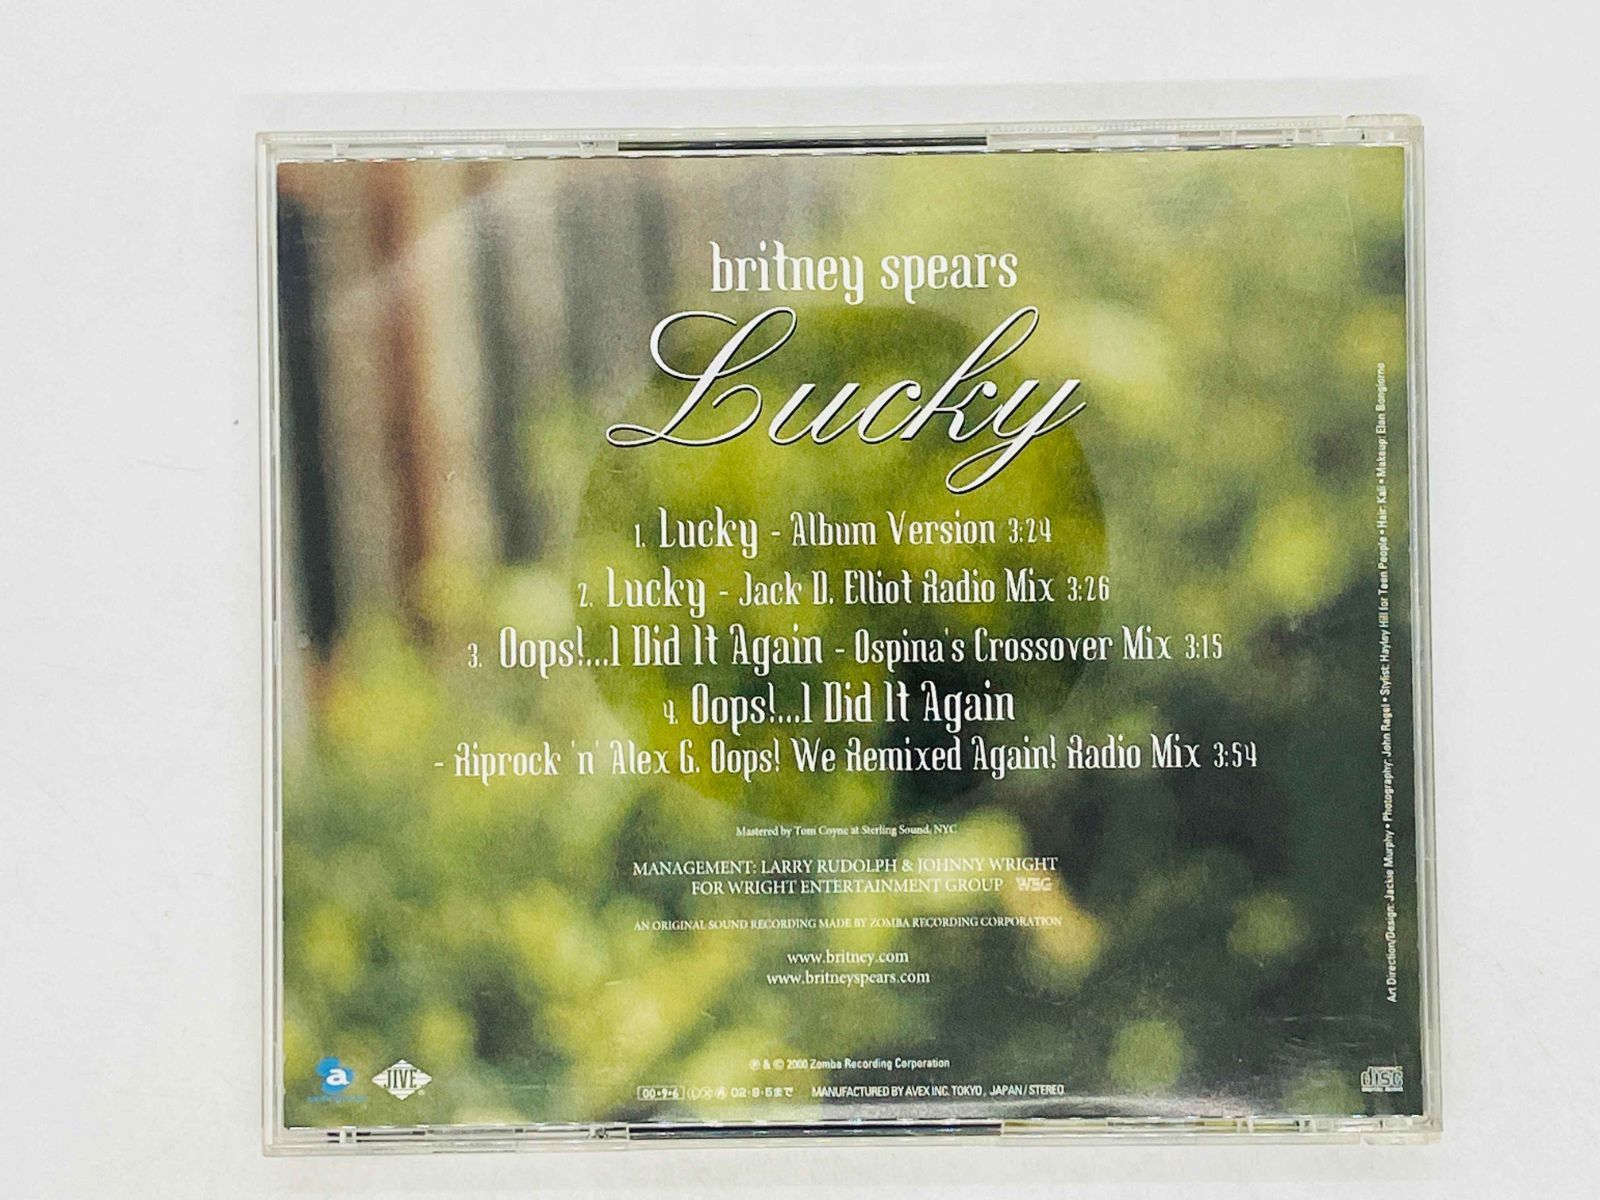 britney spears
Lucky
1. Lucky - Album Version 3:24
2. Lucky - Jack D. Elliot Radio Mix 3:26
3. Oops!...I Did It Again - Ospina's Crossover Mix 3:15
4. Oops!...I Did It Again
- Riprock 'n' Alex G. Oops! We Remixed Again! Radio Mix 3:54
Mastered by Tom Coyne at Sterling Sound, NYC
MANAGEMENT: LARRY RUDOLPH & JOHNNY WRIGHT
FOR WRIGHT ENTERTAINMENT GROUP WEG
AN ORIGINAL SOUND RECORDING MADE BY ZOMBA RECORDING CORPORATION
www.britney.com
www.britneyspears.com
℗ & © 2000 Zomba Recording Corporation
00•9•6 Ⓛ Ⓧ 再 02•9•5まで MANUFACTURED BY AVEX INC. TOKYO, JAPAN/STEREO
a
JIVE
disc
Art Direction/Design: Jackie Murphy • Photography: John Ragel • Stylist: Hayley Hill for Teen People • Hair: Kali • Makeup: Elan Bongiorno